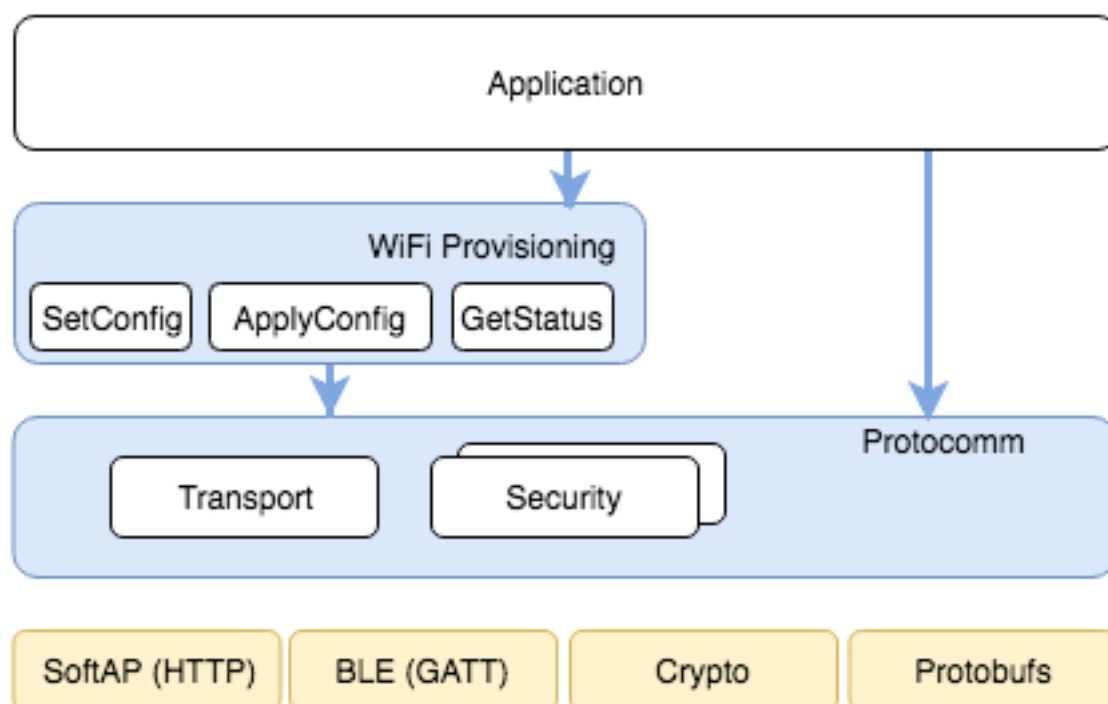 Application
WiFi Provisioning
SetConfig ApplyConfig GetStatus
Protocomm
Transport Security
SoftAP (HTTP) BLE (GATT) Crypto Protobufs